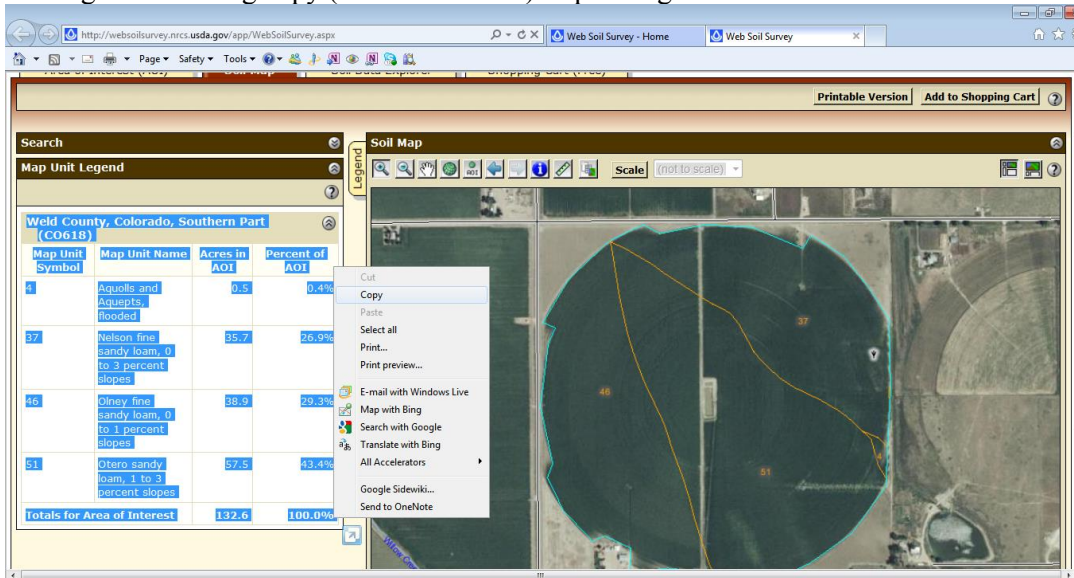 http://websoilsurvey.nrcs.usda.gov/app/WebSoilSurvey.aspx
Web Soil Survey - Home
Web Soil Survey
Page Safety Tools
Printable Version
Add to Shopping Cart
Search
Map Unit Legend
Weld County, Colorado, Southern Part
(CO618)
Map Unit Symbol Map Unit Name Acres in AOI Percent of AOI
4 Aquolls and Aquepts, flooded 0.5 0.4%
37 Nelson fine sandy loam, 0 to 3 percent slopes 35.7 26.9%
46 Olney fine sandy loam, 0 to 1 percent slopes 38.9 29.3%
51 Otero sandy loam, 1 to 3 percent slopes 57.5 43.4%
Totals for Area of Interest 132.6 100.0%
Cut
Copy
Paste
Select all
Print...
Print preview...
E-mail with Windows Live
Map with Bing
Search with Google
Translate with Bing
All Accelerators
Google Sidewiki...
Send to OneNote
Legend
Soil Map
AOI
Scale (not to scale)
37
46
4
51
Willow